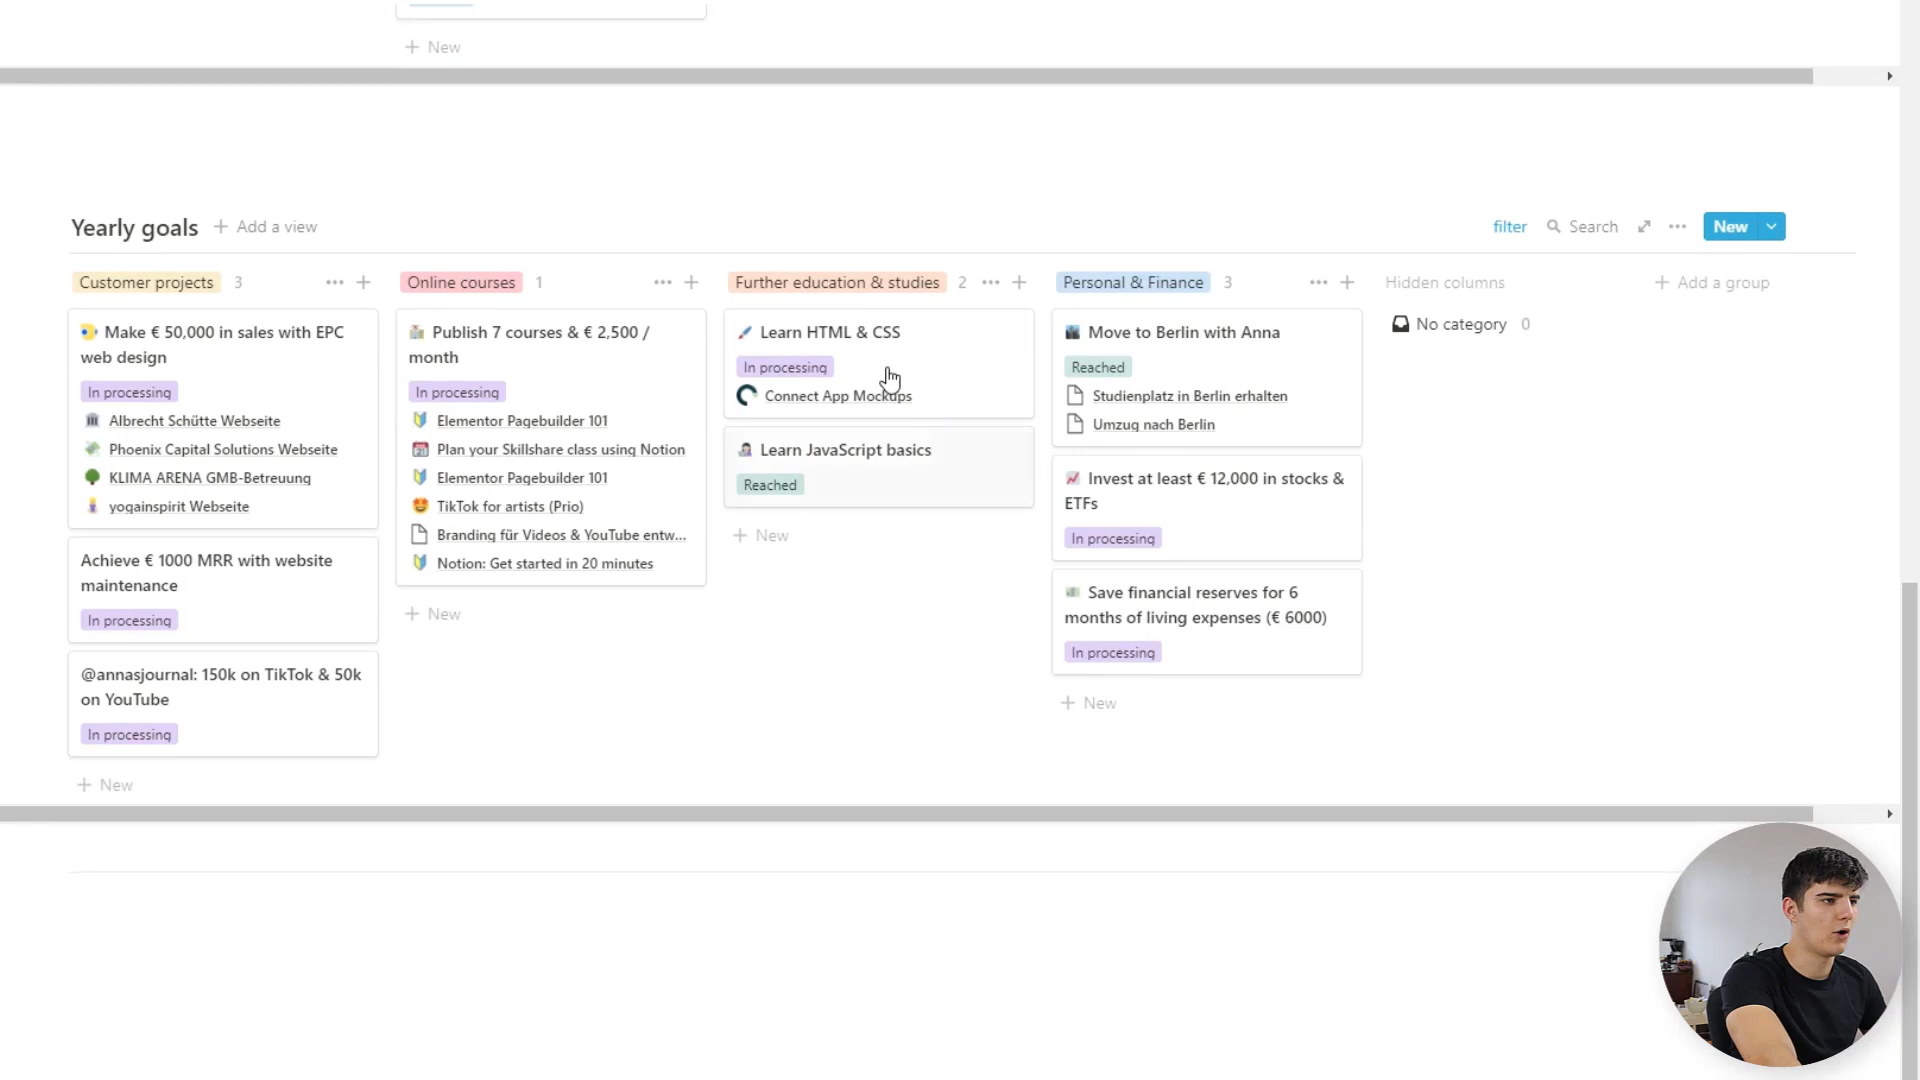 + New
Yearly goals + Add a view filter Search New
Customer projects 3
Make € 50,000 in sales with EPC
web design
In processing
Albrecht Schütte Webseite
Phoenix Capital Solutions Webseite
KLIMA ARENA GMB-Betreuung
yogainspirit Webseite
Achieve € 1000 MRR with website
maintenance
In processing
@annasjournal: 150k on TikTok & 50k
on YouTube
In processing
+ New
Online courses 1
Publish 7 courses & € 2,500 /
month
In processing
Elementor Pagebuilder 101
Plan your Skillshare class using Notion
Elementor Pagebuilder 101
TikTok for artists (Prio)
Branding für Videos & YouTube entw...
Notion: Get started in 20 minutes
+ New
Further education & studies 2
Learn HTML & CSS
In processing
Connect App Mockups
Learn JavaScript basics
Reached
+ New
Personal & Finance 3
Move to Berlin with Anna
Reached
Studienplatz in Berlin erhalten
Umzug nach Berlin
Invest at least € 12,000 in stocks &
ETFs
In processing
Save financial reserves for 6
months of living expenses (€ 6000)
In processing
+ New
Hidden columns
No category 0
+ Add a group